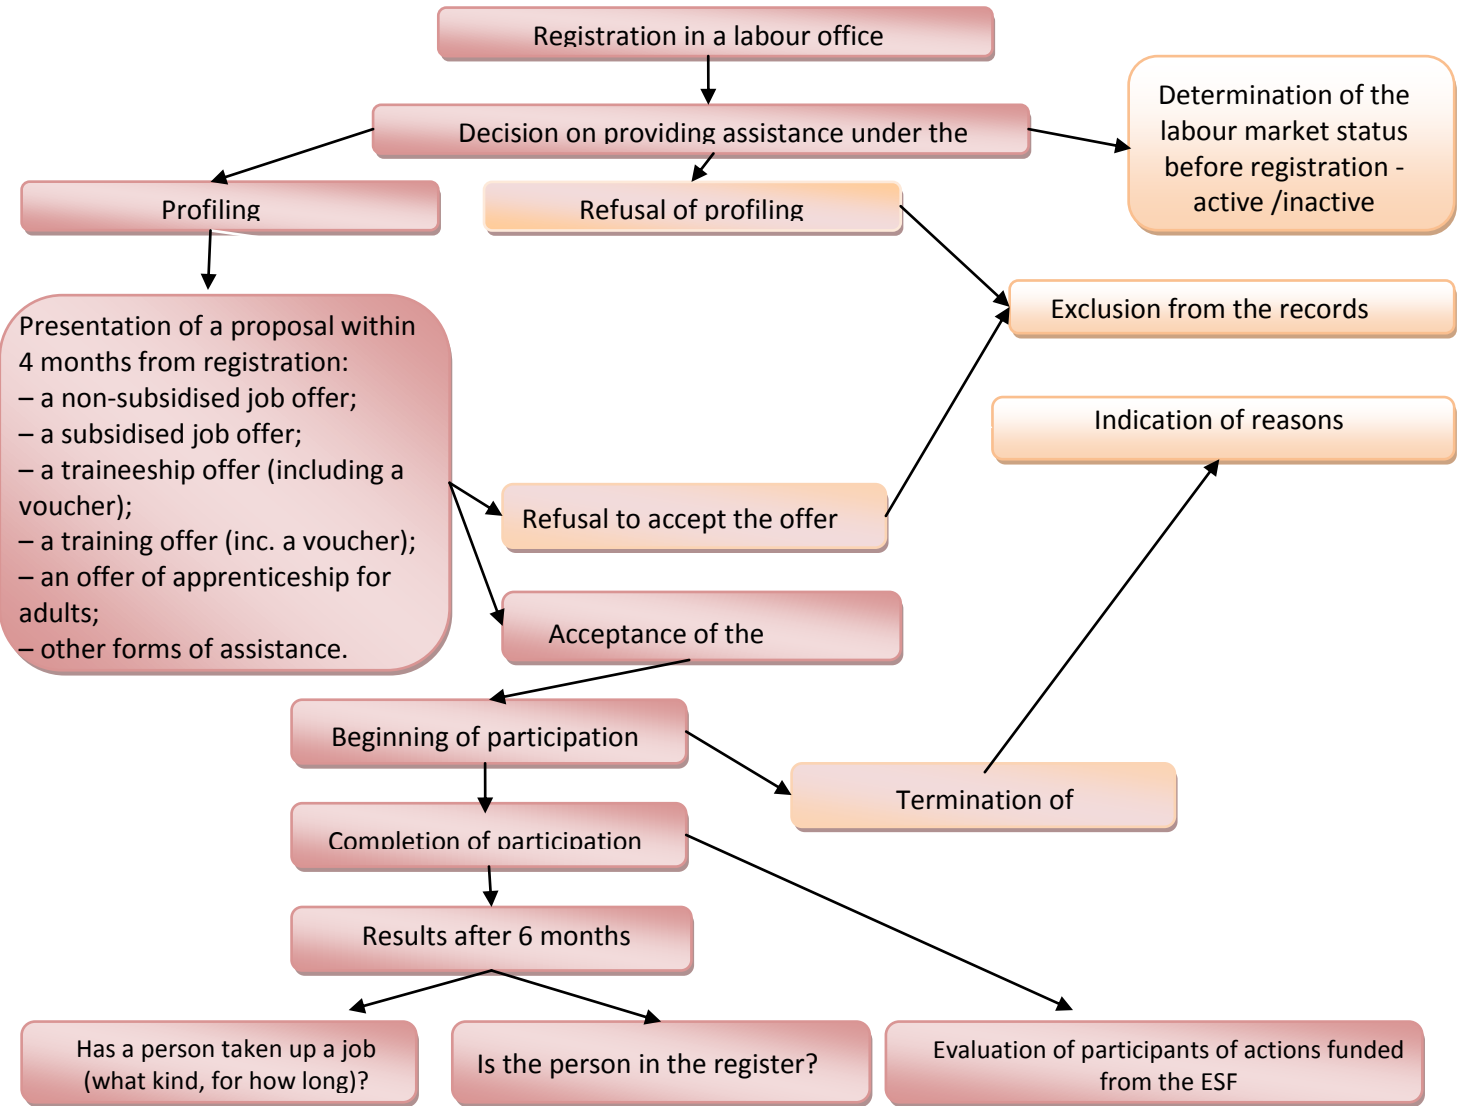 Registration in a labour office
Decision on providing assistance under the
Determination of the
labour market status
before registration -
active /inactive
Profiling
Refusal of profiling
Exclusion from the records
Presentation of a proposal within
4 months from registration:
– a non-subsidised job offer;
– a subsidised job offer;
– a traineeship offer (including a
voucher);
– a training offer (inc. a voucher);
– an offer of apprenticeship for
adults;
– other forms of assistance.
Indication of reasons
Refusal to accept the offer
Acceptance of the
Beginning of participation
Termination of
Completion of participation
Results after 6 months
Has a person taken up a job
(what kind, for how long)?
Is the person in the register?
Evaluation of participants of actions funded
from the ESF